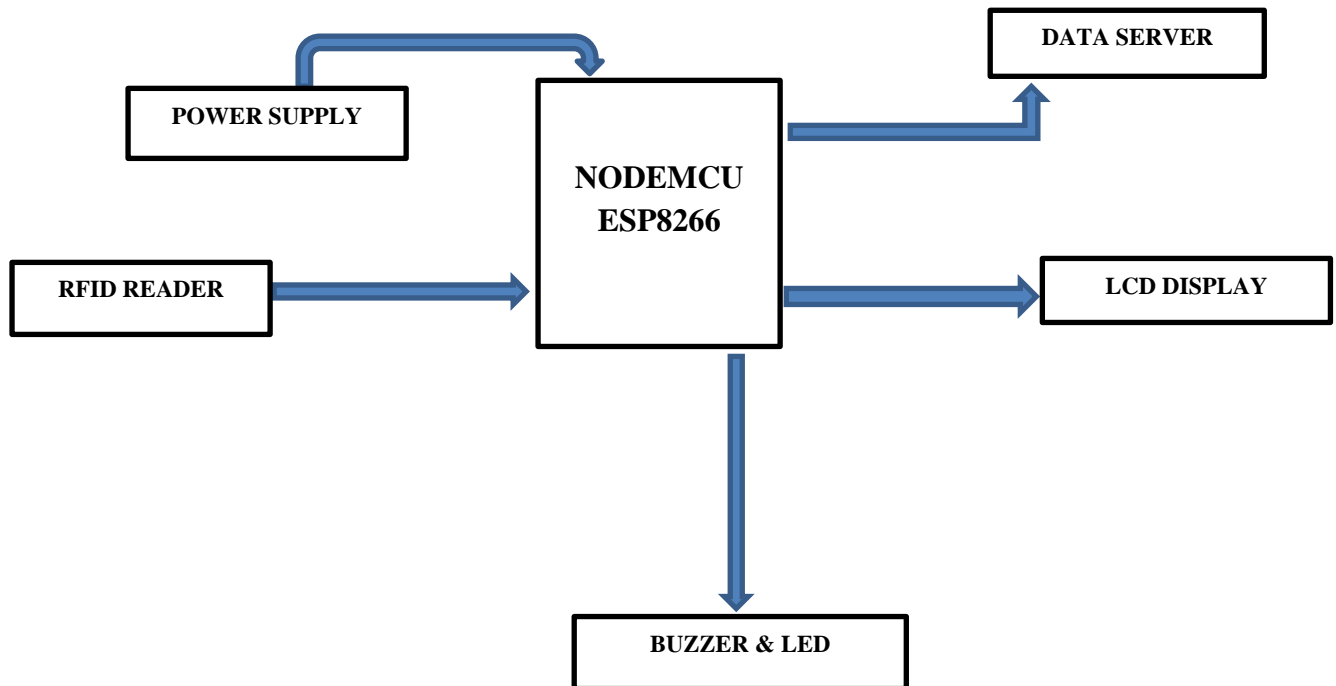 DATA SERVER
POWER SUPPLY
NODEMCU
ESP8266
RFID READER
LCD DISPLAY
BUZZER & LED